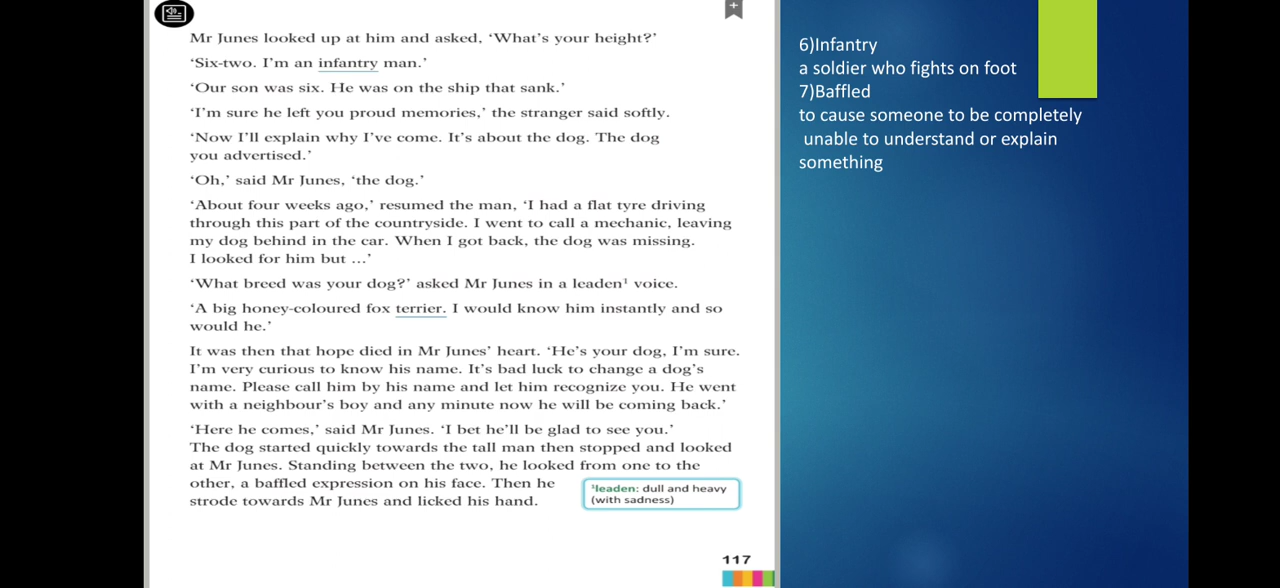 Mr Junes looked up at him and asked, ‘What’s your height?’
‘Six-two. I’m an infantry man.’
‘Our son was six. He was on the ship that sank.’
‘I’m sure he left you proud memories,’ the stranger said softly.
‘Now I’ll explain why I’ve come. It’s about the dog. The dog
you advertised.’
‘Oh,’ said Mr Junes, ‘the dog.’
‘About four weeks ago,’ resumed the man, ‘I had a flat tyre driving
through this part of the countryside. I went to call a mechanic, leaving
my dog behind in the car. When I got back, the dog was missing.
I looked for him but …’
‘What breed was your dog?’ asked Mr Junes in a leaden¹ voice.
‘A big honey-coloured fox terrier. I would know him instantly and so
would he.’
It was then that hope died in Mr Junes’ heart. ‘He’s your dog, I’m sure.
I’m very curious to know his name. It’s bad luck to change a dog’s
name. Please call him by his name and let him recognize you. He went
with a neighbour’s boy and any minute now he will be coming back.’
‘Here he comes,’ said Mr Junes. ‘I bet he’ll be glad to see you.’
The dog started quickly towards the tall man then stopped and looked
at Mr Junes. Standing between the two, he looked from one to the
other, a baffled expression on his face. Then he
strode towards Mr Junes and licked his hand.
¹leaden: dull and heavy
(with sadness)
117
6)Infantry
a soldier who fights on foot
7)Baffled
to cause someone to be completely
unable to understand or explain
something